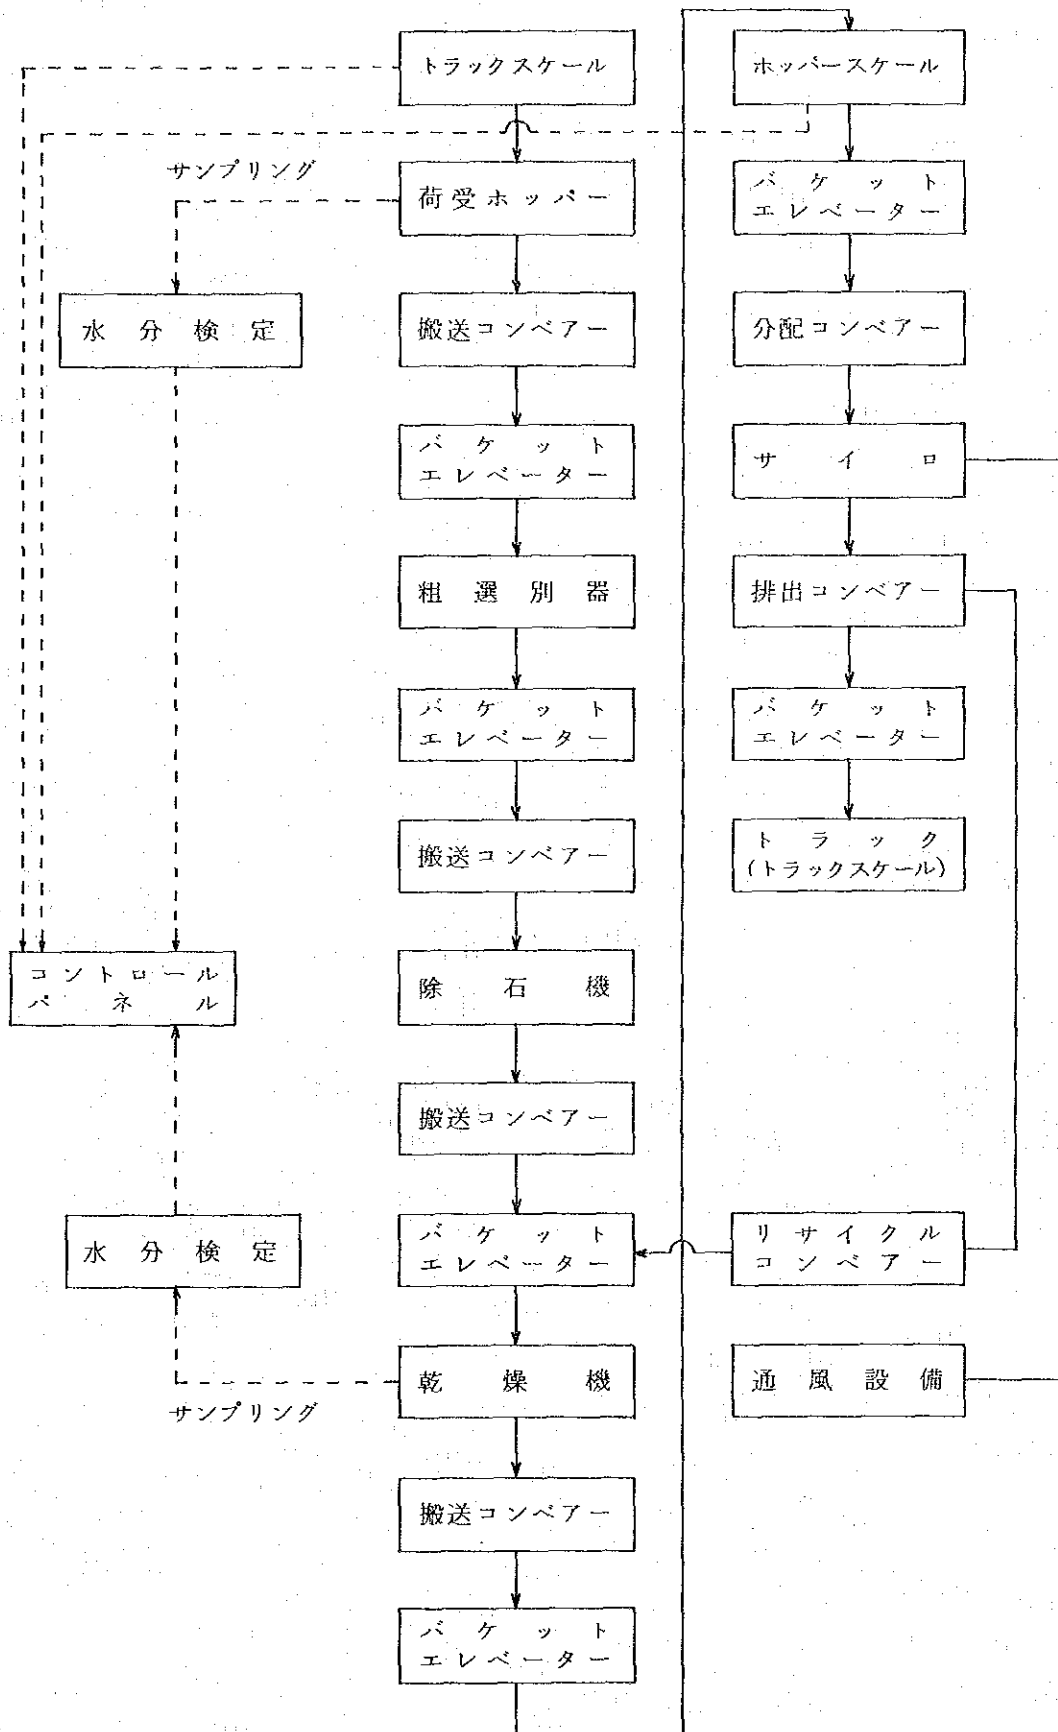 トラックスケール
ホッパースケール
サンプリング
荷受ホッパー
バケット
エレベーター
水分検定
搬送コンベアー
分配コンベアー
バケット
エレベーター
サイロ
粗選別器
排出コンベアー
バケット
エレベーター
バケット
エレベーター
搬送コンベアー
トラック
(トラックスケール)
コントロール
パネル
除石機
搬送コンベアー
水分検定
バケット
エレベーター
リサイクル
コンベアー
乾燥機
通風設備
サンプリング
搬送コンベアー
バケット
エレベーター